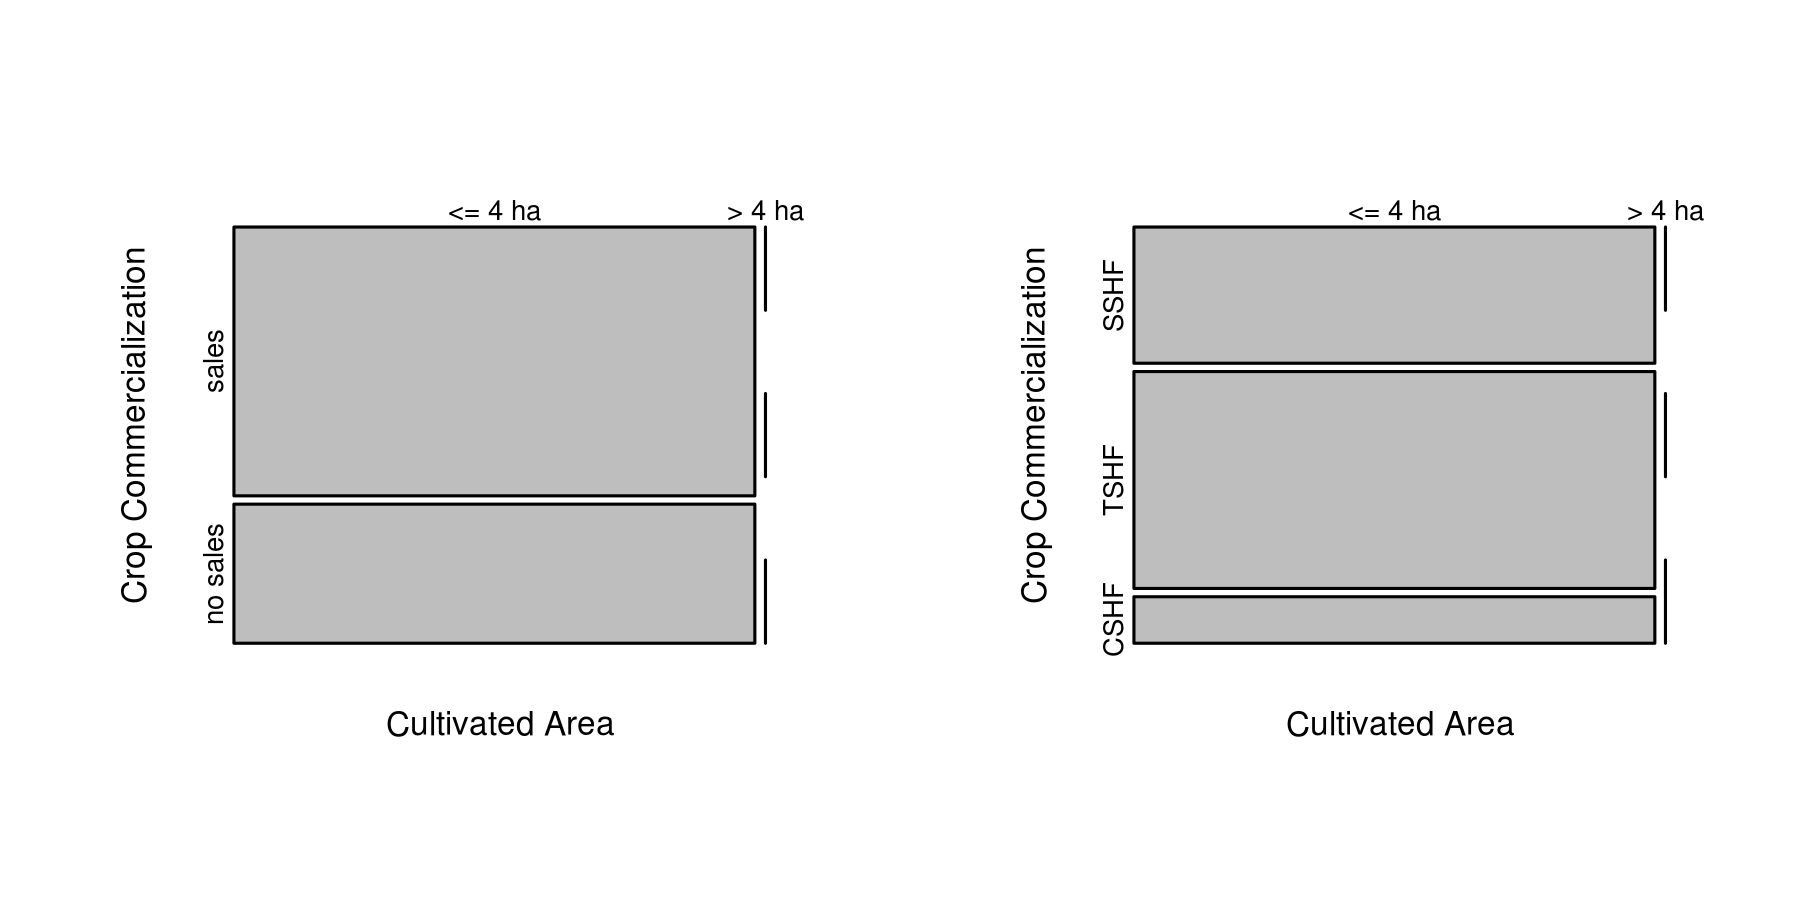 <= 4 ha
> 4 ha
Crop Commercialization
sales
no sales
Cultivated Area
<= 4 ha
> 4 ha
Crop Commercialization
SSHF
TSHF
CSHF
Cultivated Area